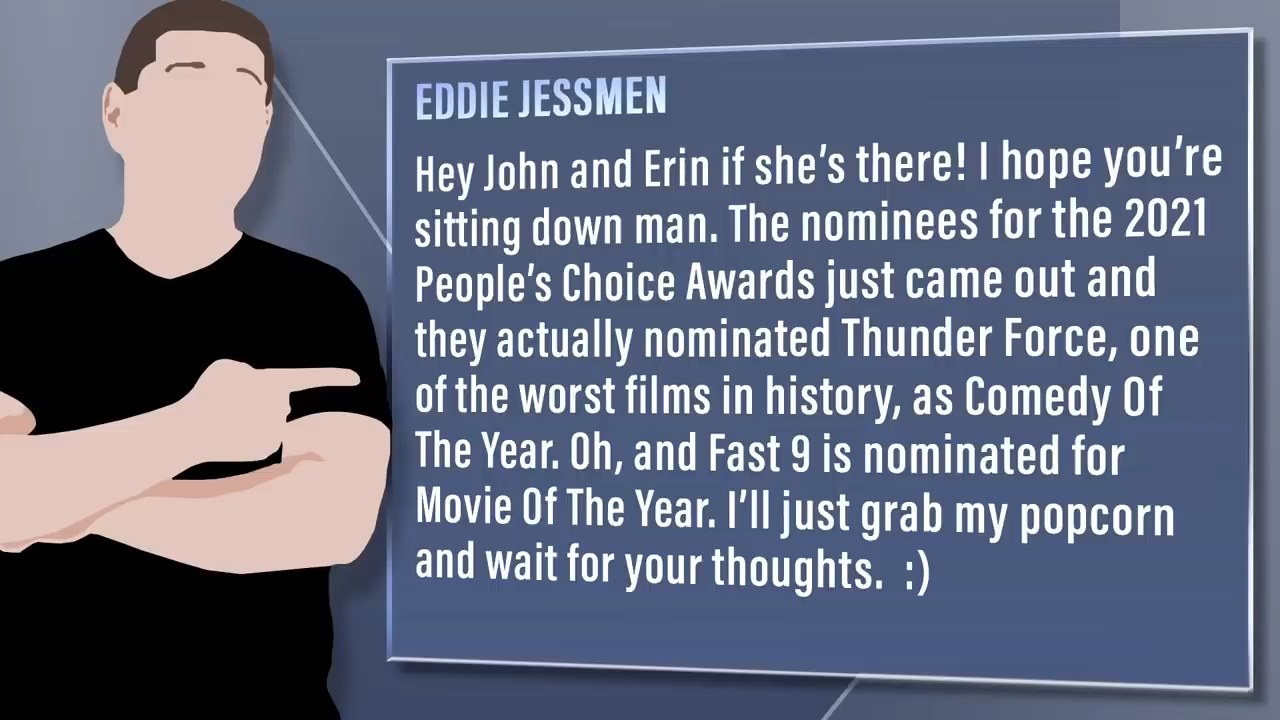 EDDIE JESSMEN
Hey John and Erin if she's there! I hope you're
sitting down man. The nominees for the 2021
People's Choice Awards just came out and
they actually nominated Thunder Force, one
of the worst films in history, as Comedy Of
The Year. Oh, and Fast 9 is nominated for
Movie Of The Year. I'll just grab my popcorn
and wait for your thoughts.  :)